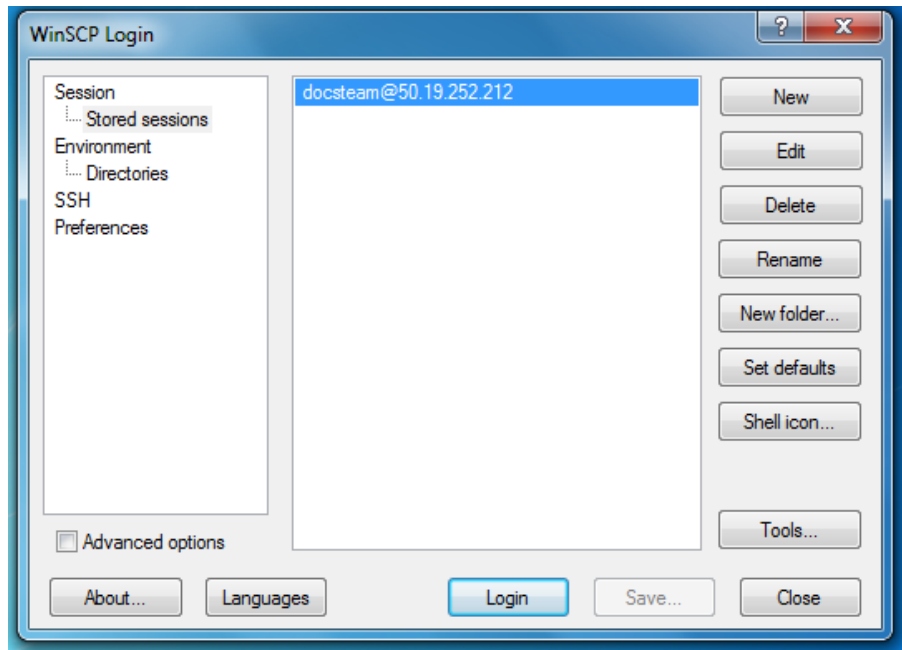 WinSCP Login
?
X
Session
Stored sessions
Environment
Directories
SSH
Preferences
Advanced options
docsteam@50.19.252.212
New
Edit
Delete
Rename
New folder...
Set defaults
Shell icon...
Tools...
About...
Languages
Login
Save...
Close